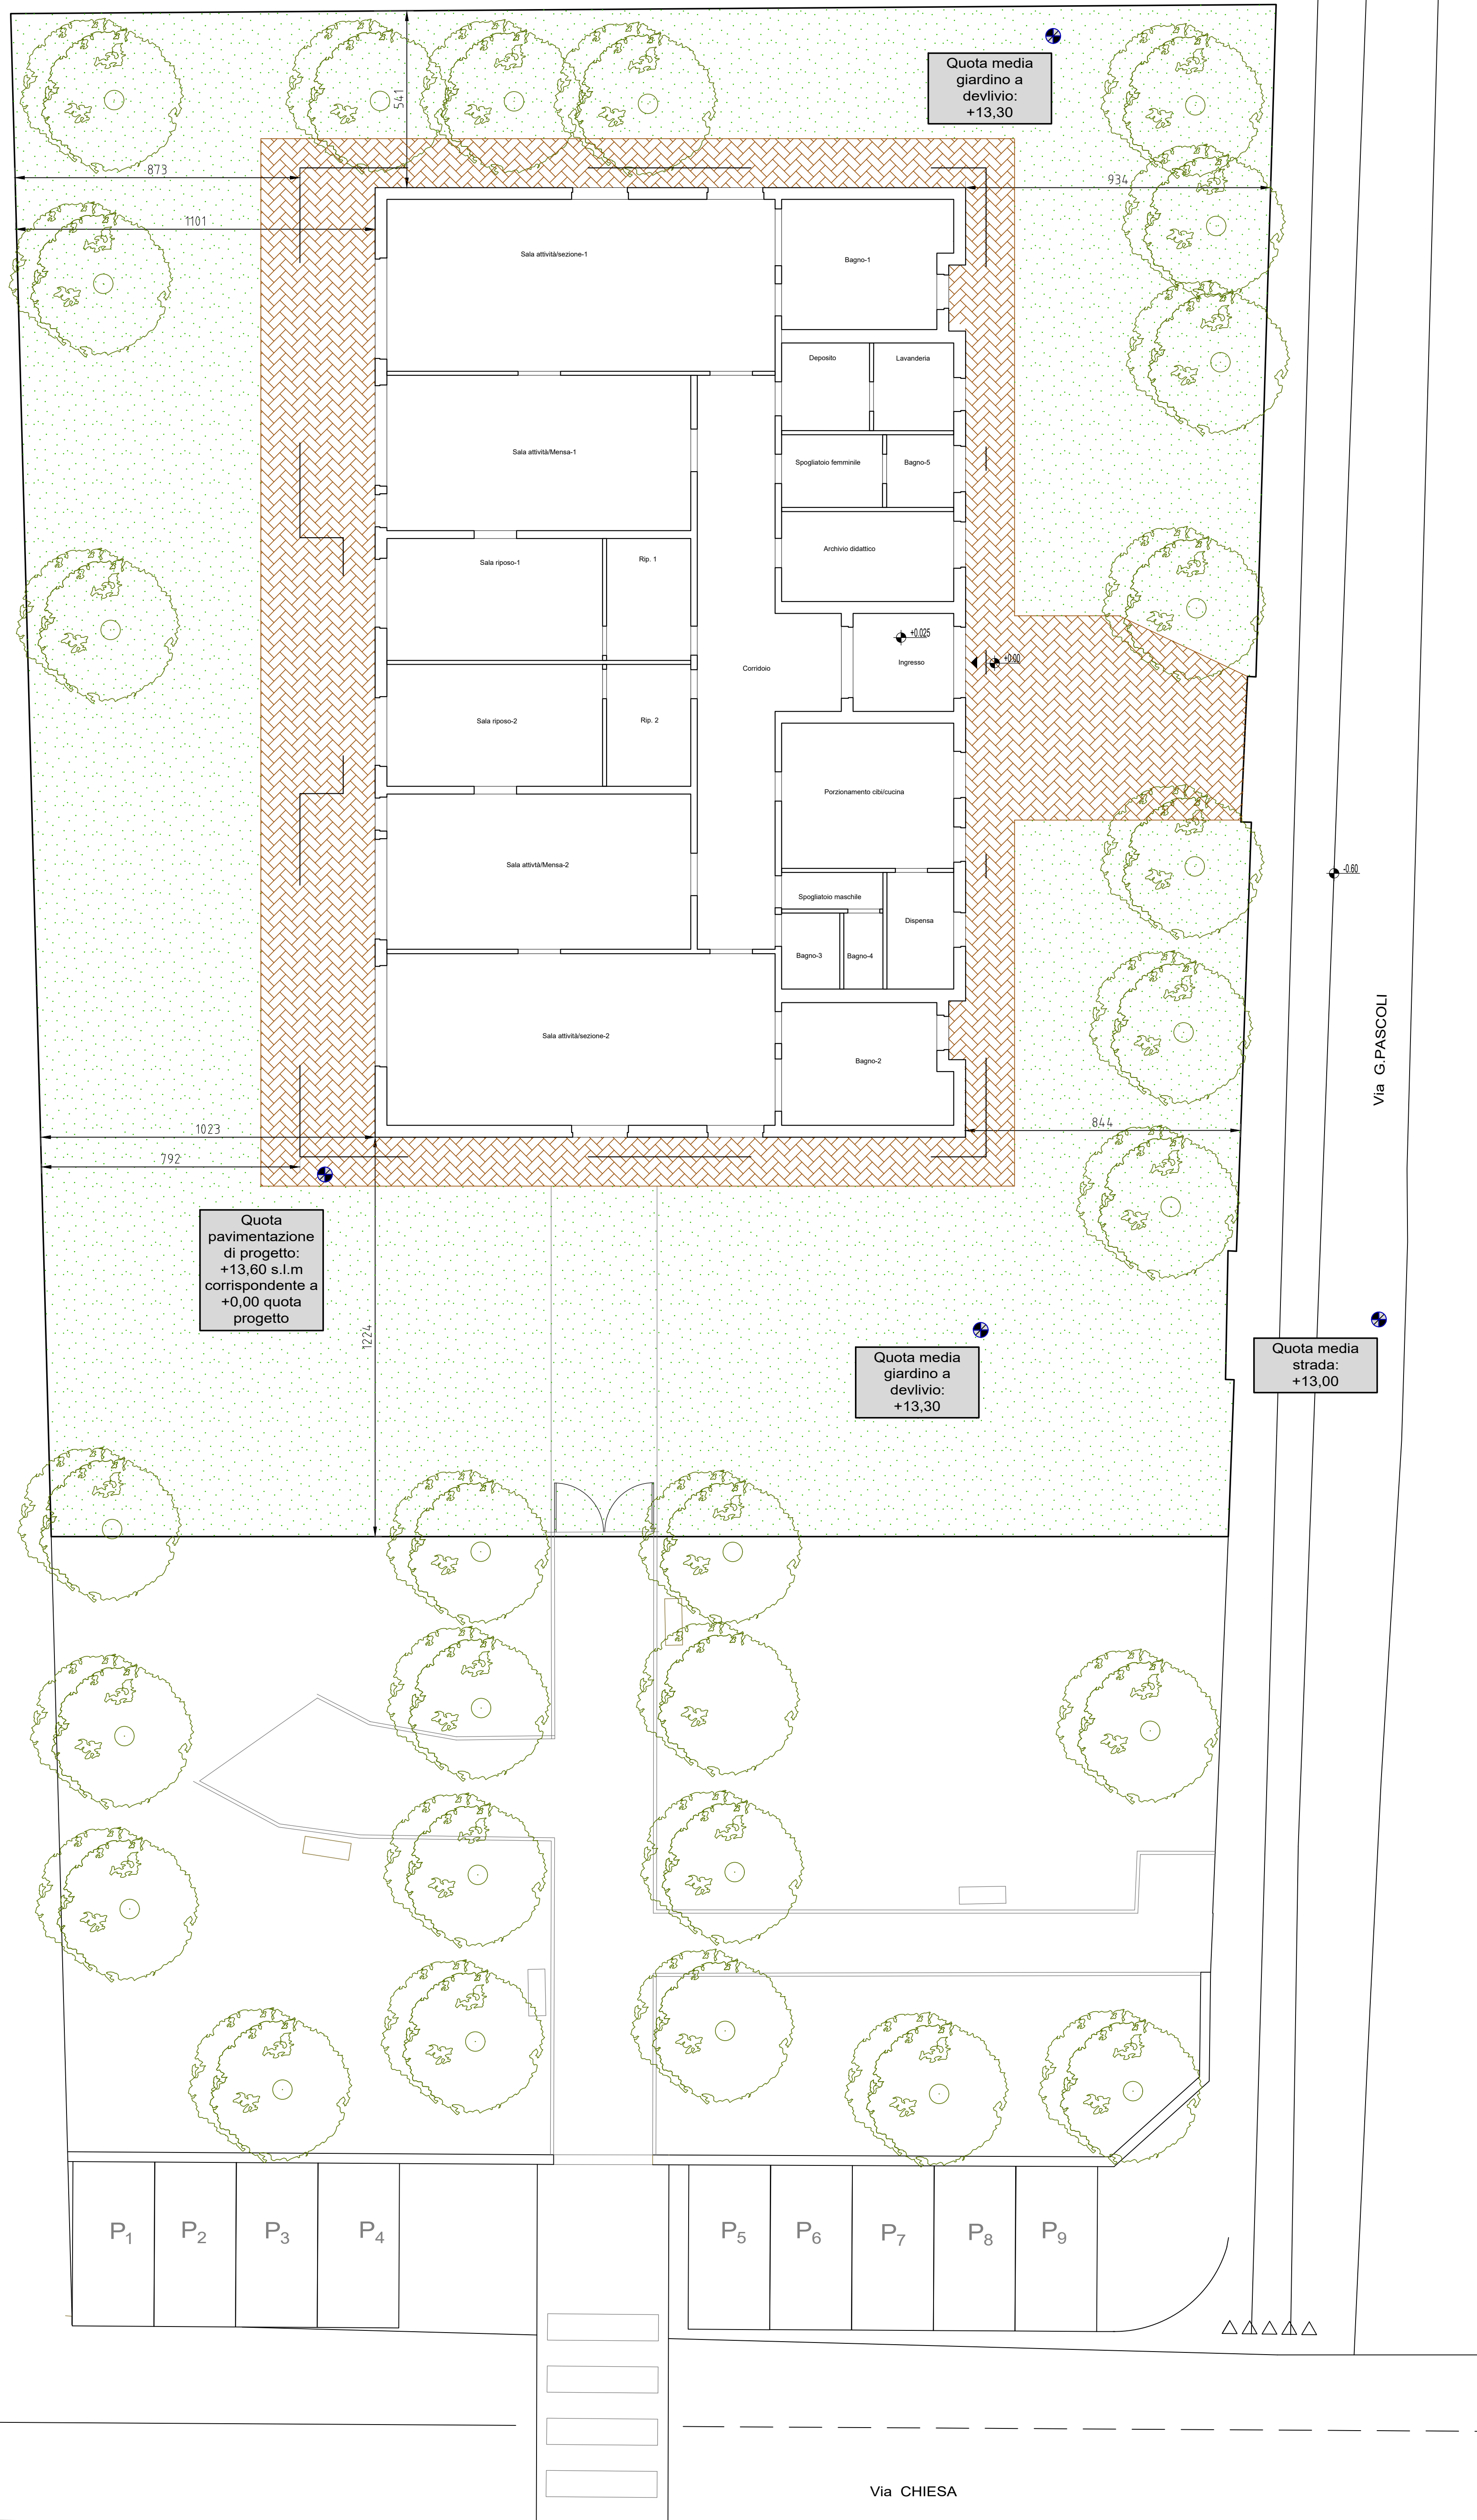 Quota media
giardino a
devlivio:
+13,30
541
873
934
1101
Sala attività/sezione-1
Bagno-1
Deposito
Lavanderia
Sala attività/Mensa-1
Spogliatoio femminile
Bagno-5
Archivio didattico
Sala riposo-1
Rip. 1
+0.025
Ingresso
+0.00
Corridoio
Sala riposo-2
Rip. 2
Porzionamento cibi/cucina
Sala attivtà/Mensa-2
-0.60
Spogliatoio maschile
Dispensa
Bagno-3
Bagno-4
Sala attività/sezione-2
Bagno-2
Via G.PASCOLI
1023
844
792
Quota
pavimentazione
di progetto:
+13,60 s.l.m
corrispondente a
+0,00 quota
progetto
1224
Quota media
giardino a
devlivio:
+13,30
Quota media
strada:
+13,00
P1
P2
P3
P4
P5
P6
P7
P8
P9
Via CHIESA